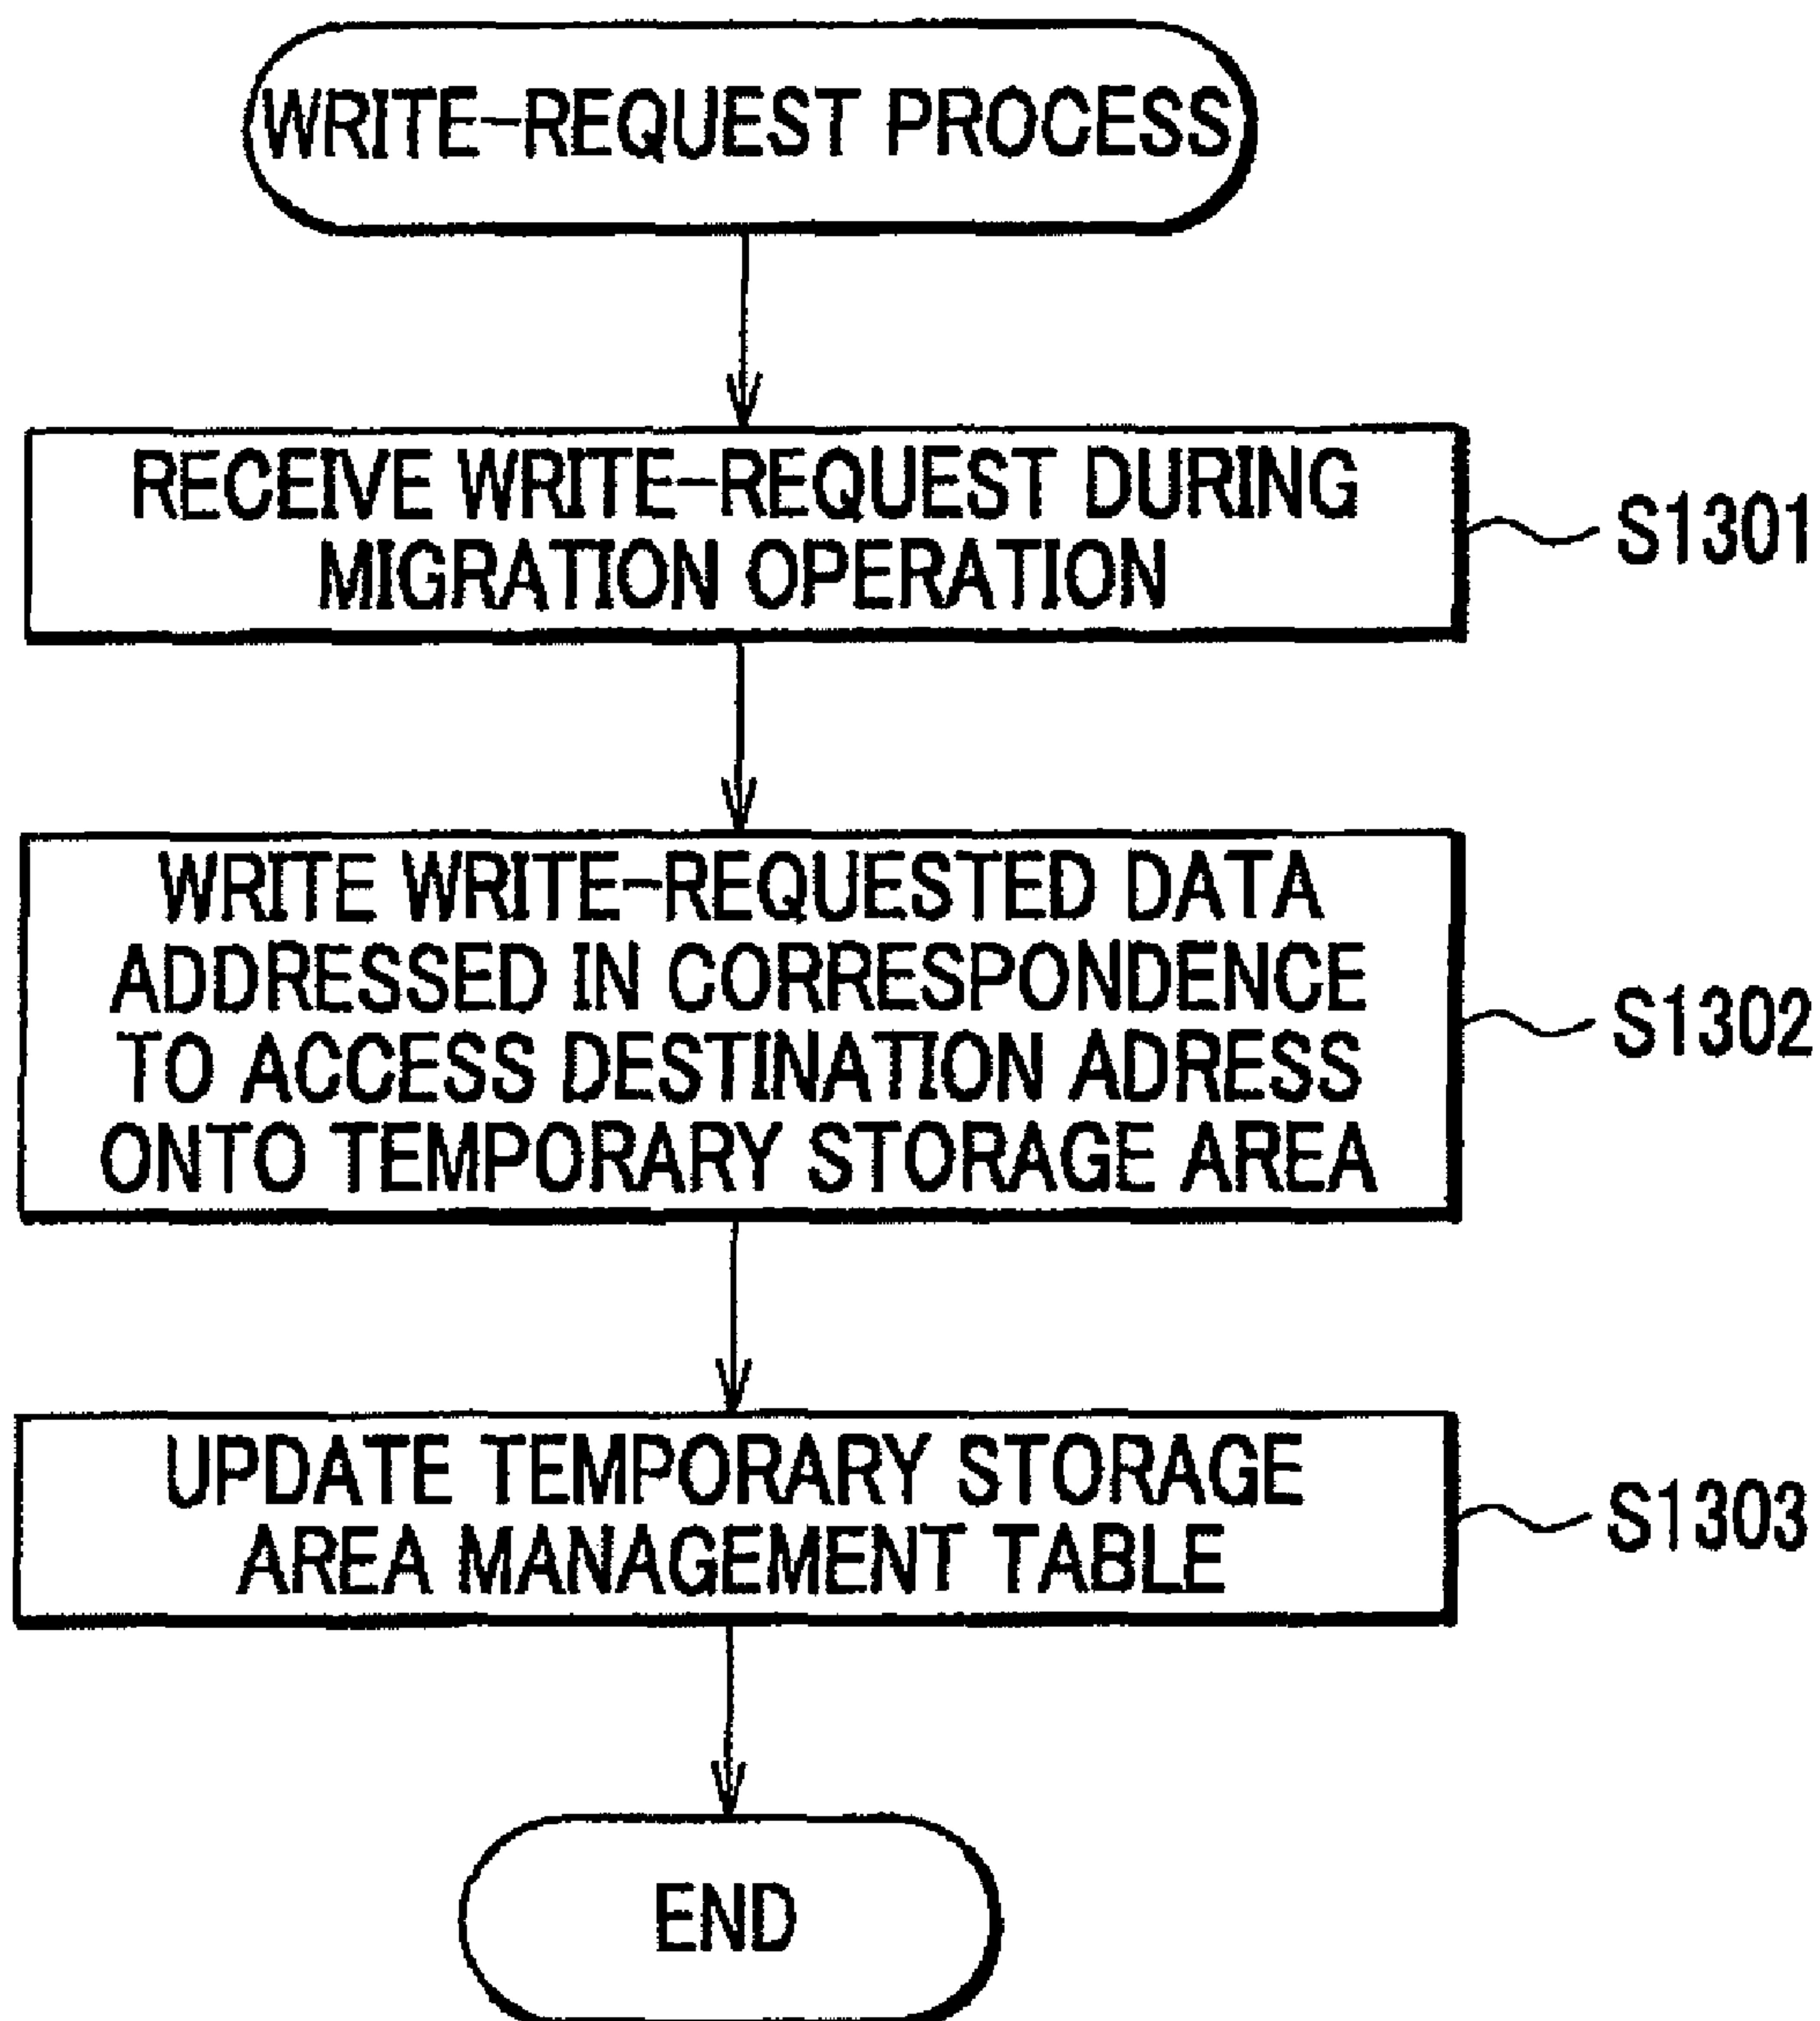 WRITE-REQUEST PROCESS
RECEIVE WRITE-REQUEST DURING
MIGRATION OPERATION
S1301
WRITE WRITE-REQUESTED DATA
ADDRESSED IN CORRESPONDENCE
TO ACCESS DESTINATION ADRESS
ONTO TEMPORARY STORAGE AREA
S1302
UPDATE TEMPORARY STORAGE
AREA MANAGEMENT TABLE
S1303
END